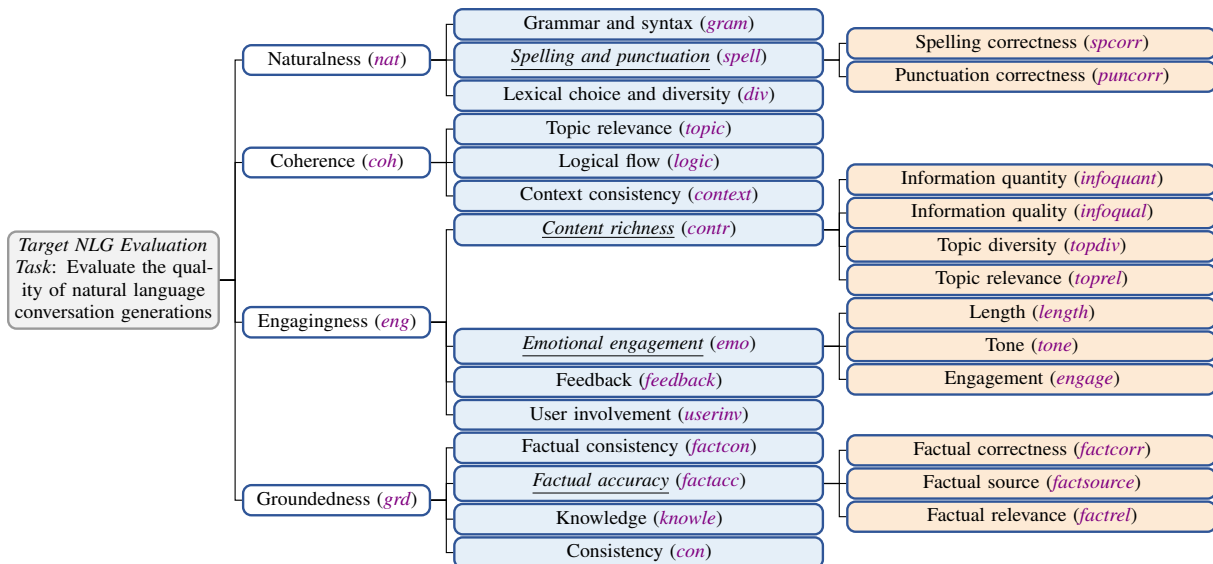 Target NLG Evaluation
Task: Evaluate the qual-
ity of natural language
conversation generations
Naturalness (nat)
Coherence (coh)
Engagingness (eng)
Groundedness (grd)
Grammar and syntax (gram)
Spelling and punctuation (spell)
Lexical choice and diversity (div)
Topic relevance (topic)
Logical flow (logic)
Context consistency (context)
Content richness (contr)
Emotional engagement (emo)
Feedback (feedback)
User involvement (userinv)
Factual consistency (factcon)
Factual accuracy (factacc)
Knowledge (knowle)
Consistency (con)
Spelling correctness (spcorr)
Punctuation correctness (puncorr)
Information quantity (infoquant)
Information quality (infoqual)
Topic diversity (topdiv)
Topic relevance (toprel)
Length (length)
Tone (tone)
Engagement (engage)
Factual correctness (factcorr)
Factual source (factsource)
Factual relevance (factrel)